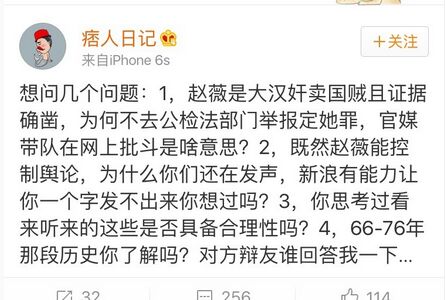 痞人日记
来自iPhone 6s
+关注
想问几个问题：1，赵薇是大汉奸卖国贼且证据
确凿，为何不去公检法部门举报定她罪，官媒
带队在网上批斗是啥意思？2，既然赵薇能控
制舆论，为什么你们还在发声，新浪有能力让
你一个字发不出来你想过吗？3，你思考过看
来听来的这些是否具备合理性吗？4，66-76年
那段历史你了解吗？对方辩友谁回答我一下...
32
256
114